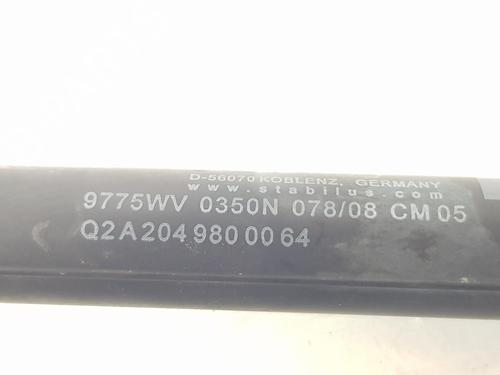 D-56070 KOBLENZ, GERMANY
www.stabilus.com
9775WV 0350N 078/08 CM 05
Q2A 204 980 00 64